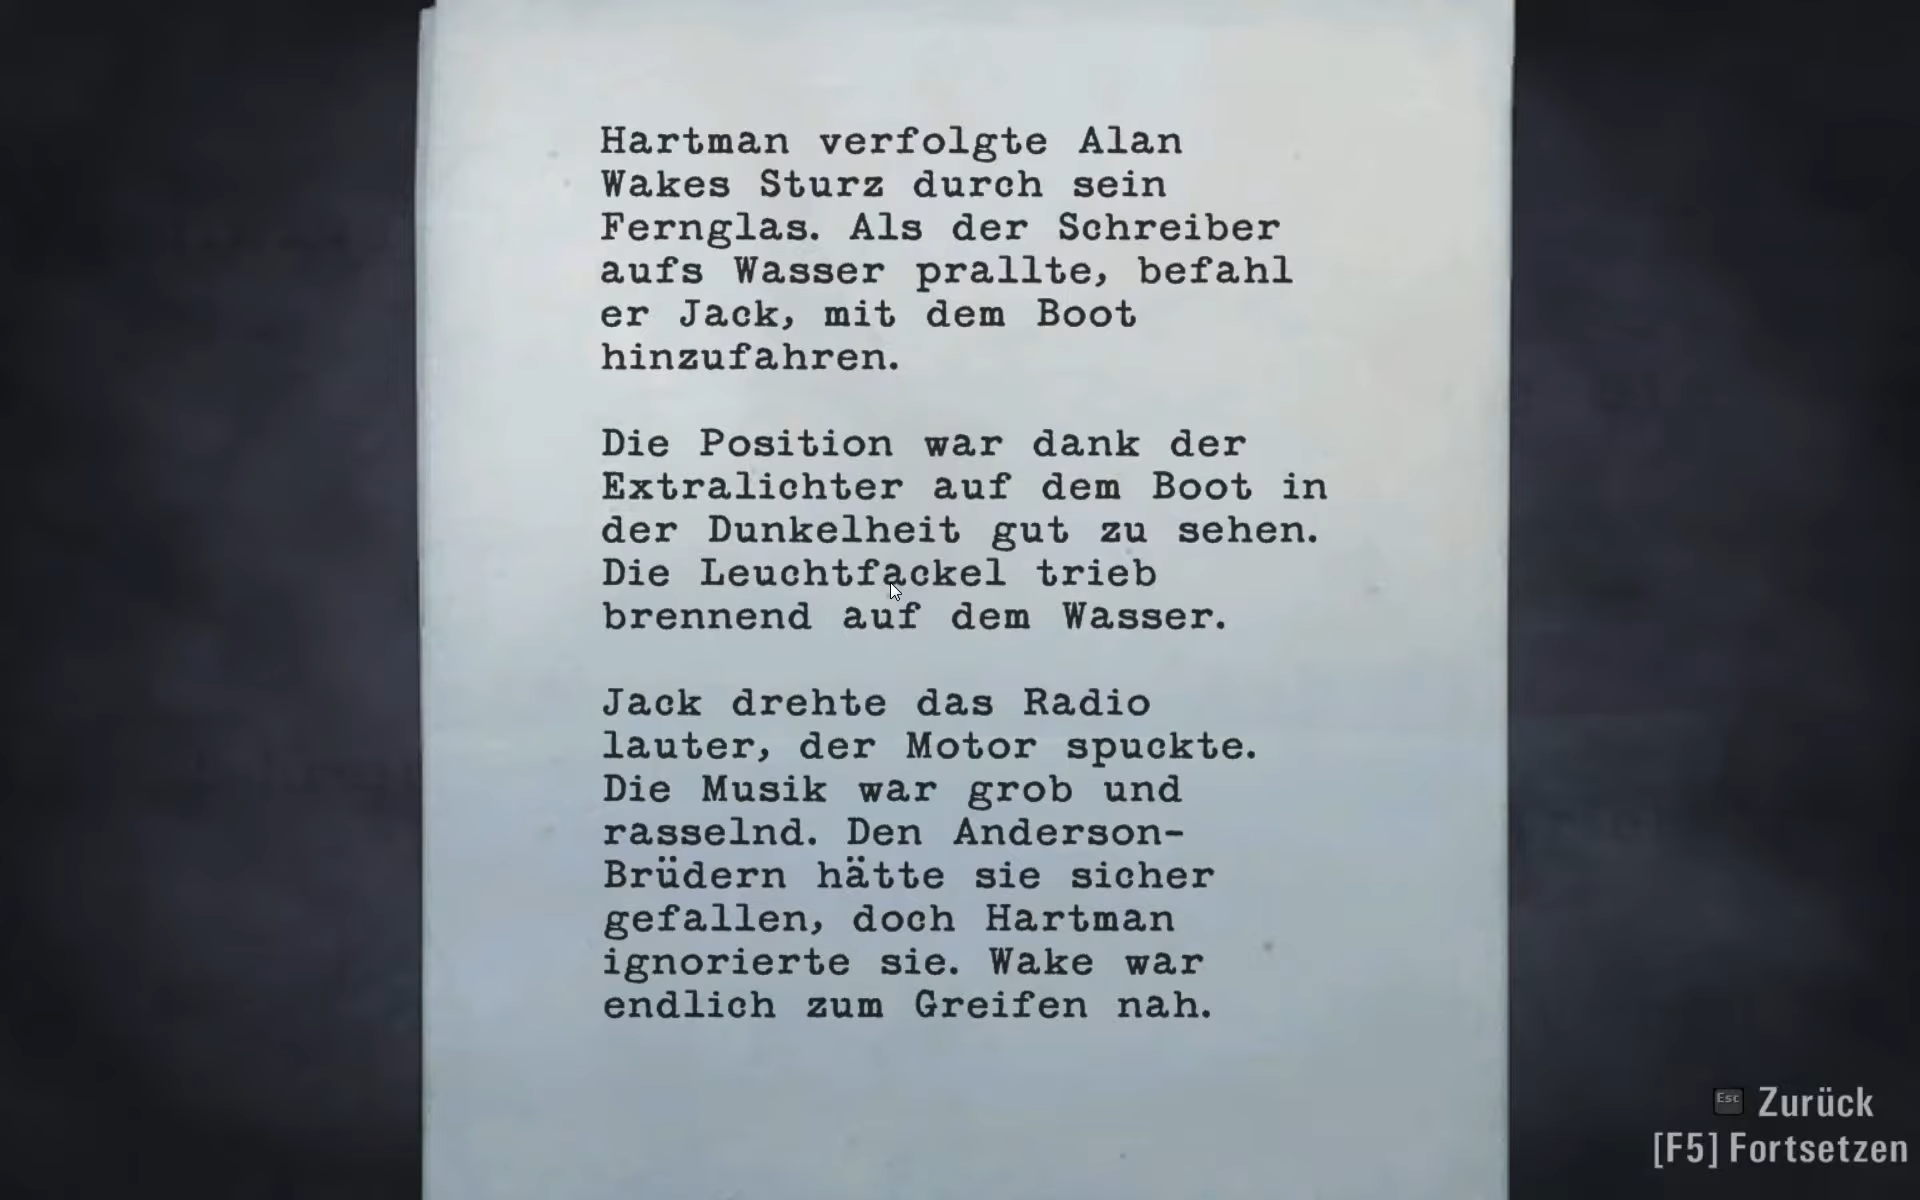 Hartman verfolgte Alan
Wakes Sturz durch sein
Fernglas. Als der Schreiber
aufs Wasser prallte, befahl
er Jack, mit dem Boot
hinzufahren.
Die Position war dank der
Extralichter auf dem Boot in
der Dunkelheit gut zu sehen.
Die Leuchtfackel trieb
brennend auf dem Wasser.
Jack drehte das Radio
lauter, der Motor spuckte.
Die Musik war grob und
rasselnd. Den Anderson-
Brüdern hätte sie sicher
gefallen, doch Hartman
ignorierte sie. Wake war
endlich zum Greifen nah.
Esc Zurück
[F5] Fortsetzen